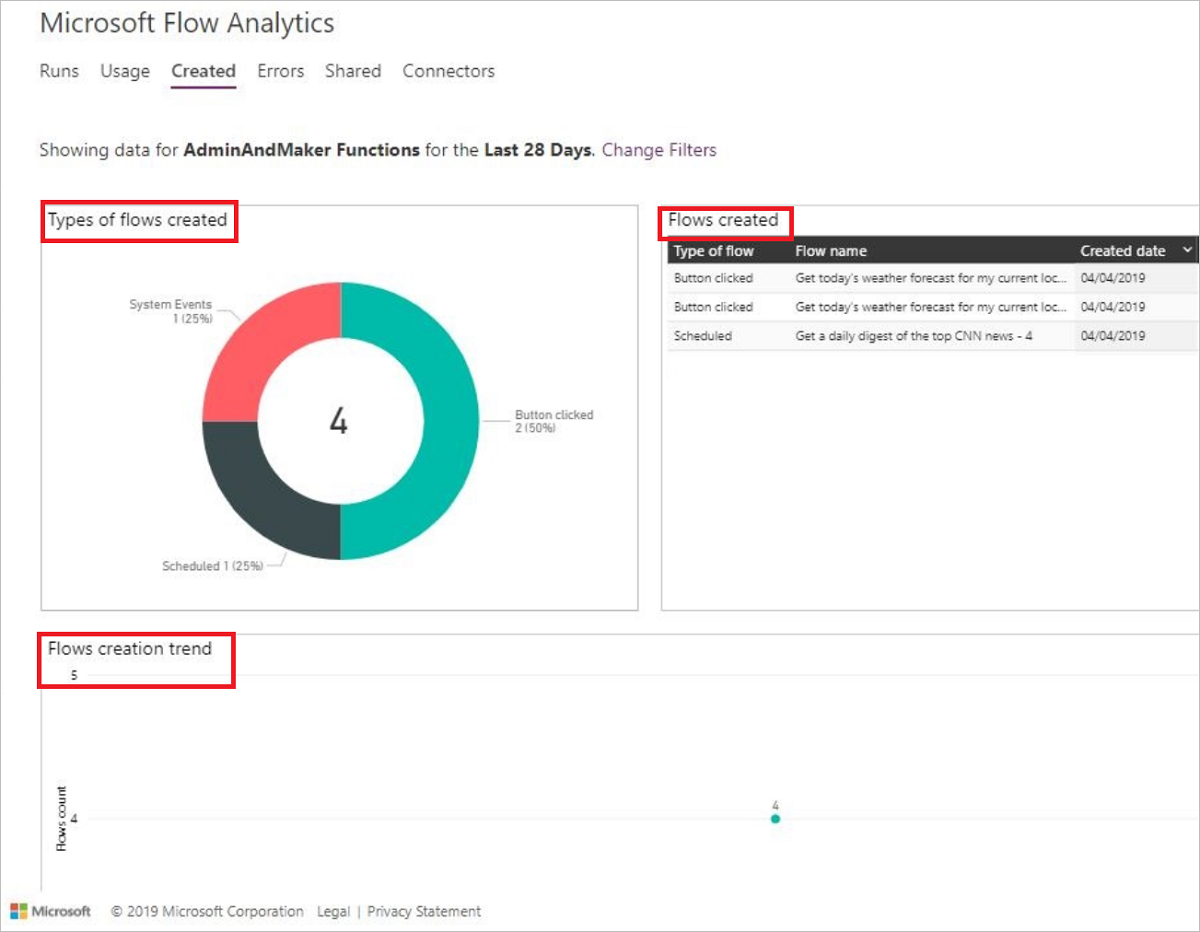 Microsoft Flow Analytics
Runs Usage Created Errors Shared Connectors
Showing data for AdminAndMaker Functions for the Last 28 Days. Change Filters
Types of flows created
System Events
1 (25%)
4
Button clicked
2 (50%)
Scheduled 1 (25%)
Flows created
Type of flow Flow name Created date
Button clicked Get today's weather forecast for my current loc... 04/04/2019
Button clicked Get today's weather forecast for my current loc... 04/04/2019
Scheduled Get a daily digest of the top CNN news - 4 04/04/2019
Flows creation trend
5
Flows count
4
4
Microsoft © 2019 Microsoft Corporation Legal | Privacy Statement